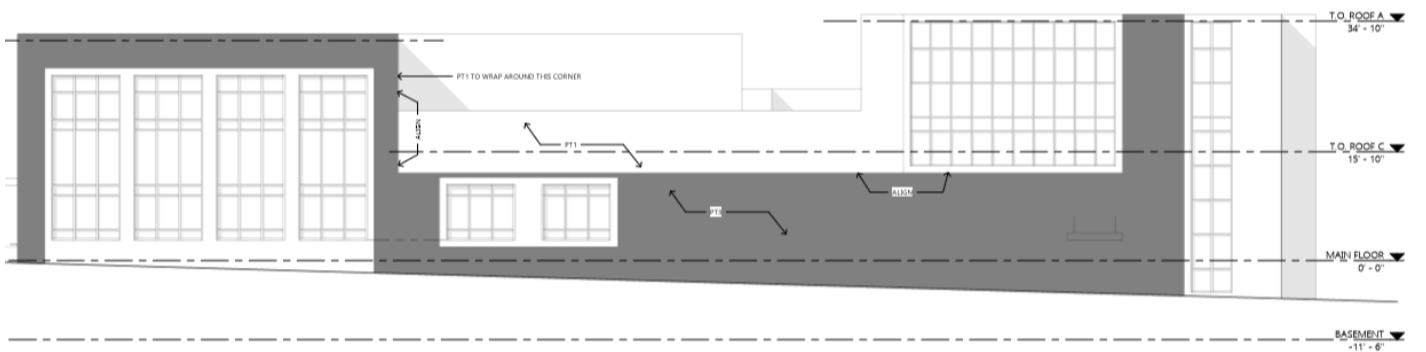 T.O. ROOF A
34' - 10"
PT1 TO WRAP AROUND THIS CORNER
ALIGN
PT1
T.O. ROOF C
15' - 10"
ALIGN
PT3
MAIN FLOOR
0' - 0"
BASEMENT
-11' - 6"